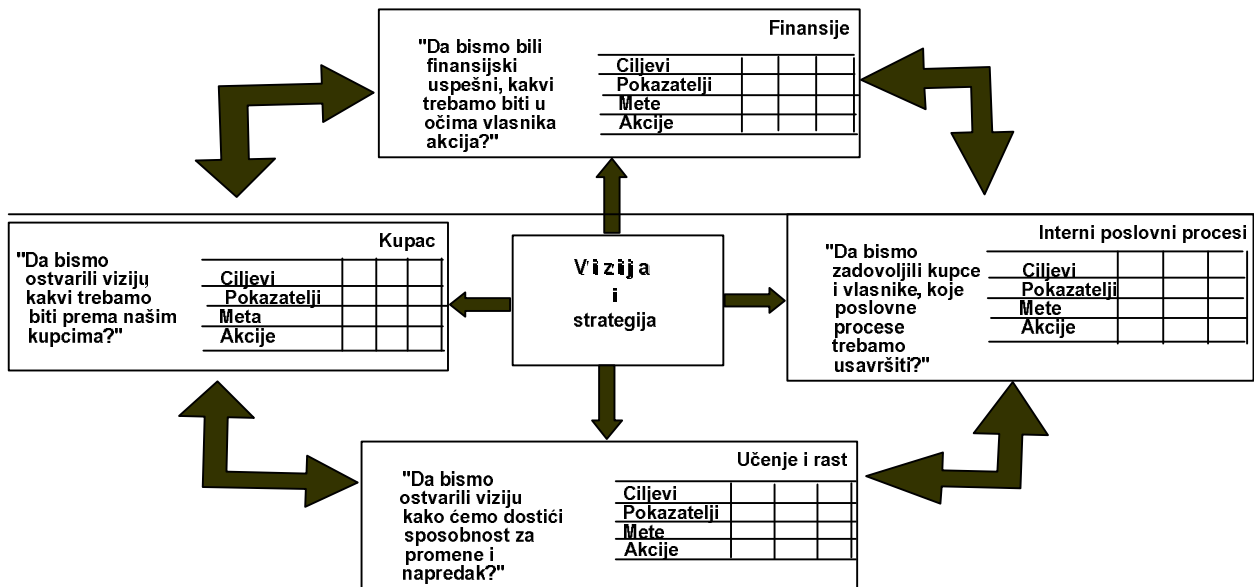 Finansije
"Da bismo bili
finansijski
uspešni, kakvi
trebamo biti u
očima vlasnika
akcija?"
Ciljevi
Pokazatelji
Mete
Akcije
Kupac
"Da bismo
ostvarili viziju,
kakvi trebamo
biti prema našim
kupcima?"
Ciljevi
Pokazatelji
Meta
Akcije
Vizija
i
strategija
Interni poslovni procesi
"Da bismo
zadovoljili kupce
i vlasnike, koje
poslovne
procese
trebamo
usavršiti?"
Ciljevi
Pokazatelji
Mete
Akcije
Učenje i rast
"Da bismo
ostvarili viziju
kako ćemo dostići
sposobnost za
promene i
napredak?"
Ciljevi
Pokazatelji
Mete
Akcije